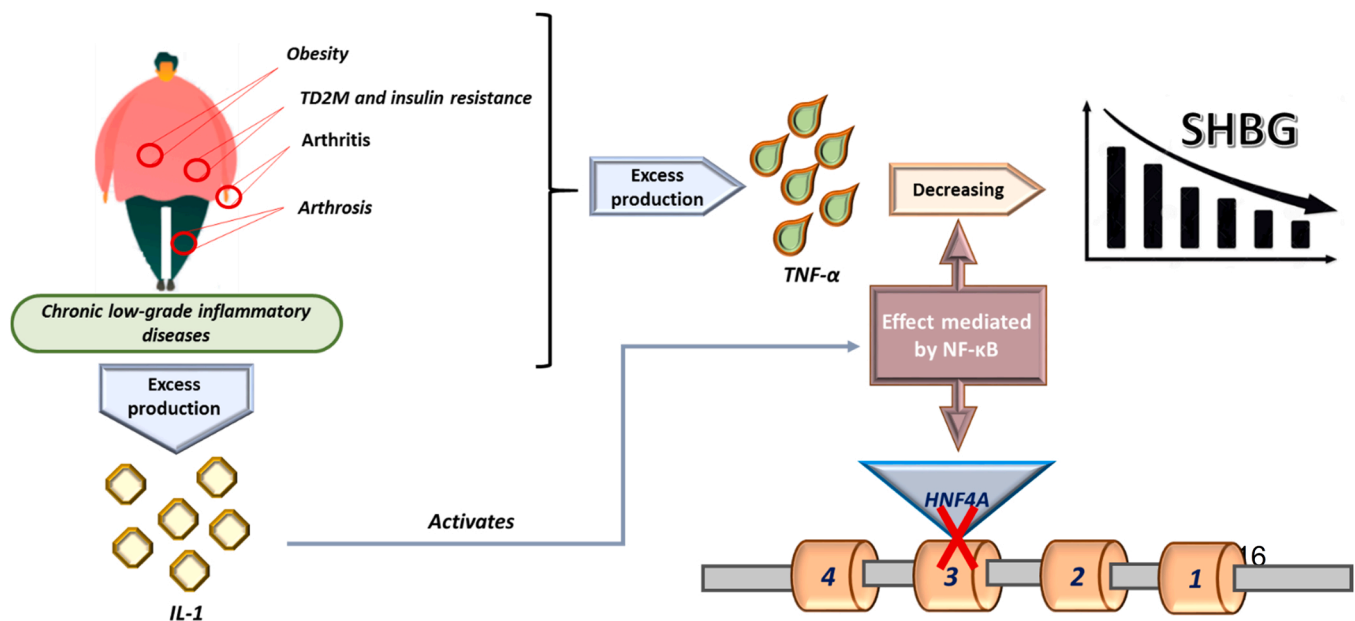 Obesity
TD2M and insulin resistance
Arthritis
Arthrosis
Chronic low-grade inflammatory
diseases
Excess
production
IL-1
Activates
Excess
production
TNF-α
Decreasing
SHBG
Effect mediated
by NF-κB
HNF4A
4
3
2
1
16